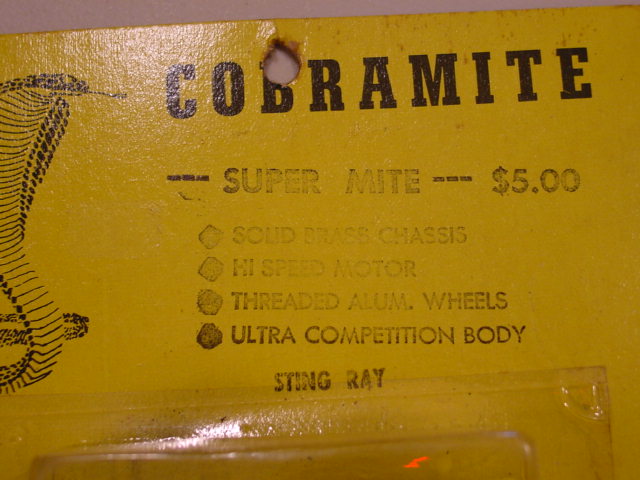 COBRAMITE
--- SUPER MITE --- $5.00
SOLID BRASS CHASSIS
HI SPEED MOTOR
THREADED ALUM. WHEELS
ULTRA COMPETITION BODY
STING RAY